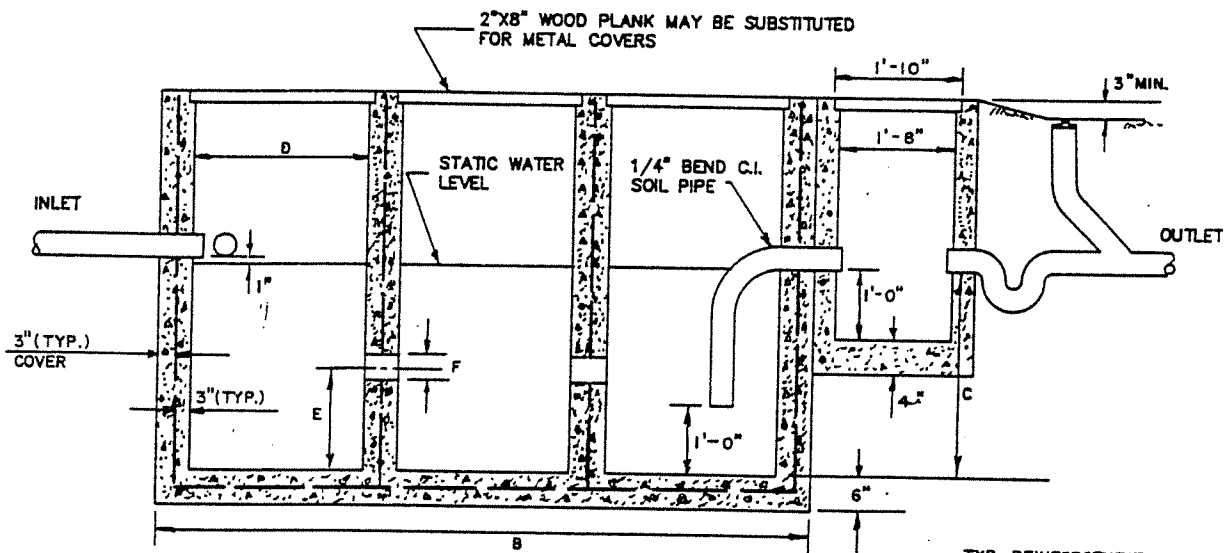 2"X8" WOOD PLANK MAY BE SUBSTITUTED
FOR METAL COVERS
1'-10"
3"MIN.
D
STATIC WATER
LEVEL
1/4" BEND C.I.
SOIL PIPE
1'-8"
INLET
OUTLET
1"
1'-0"
3"(TYP.)
COVER
F
3"(TYP.)
E
1'-0"
4"
C
6"
B